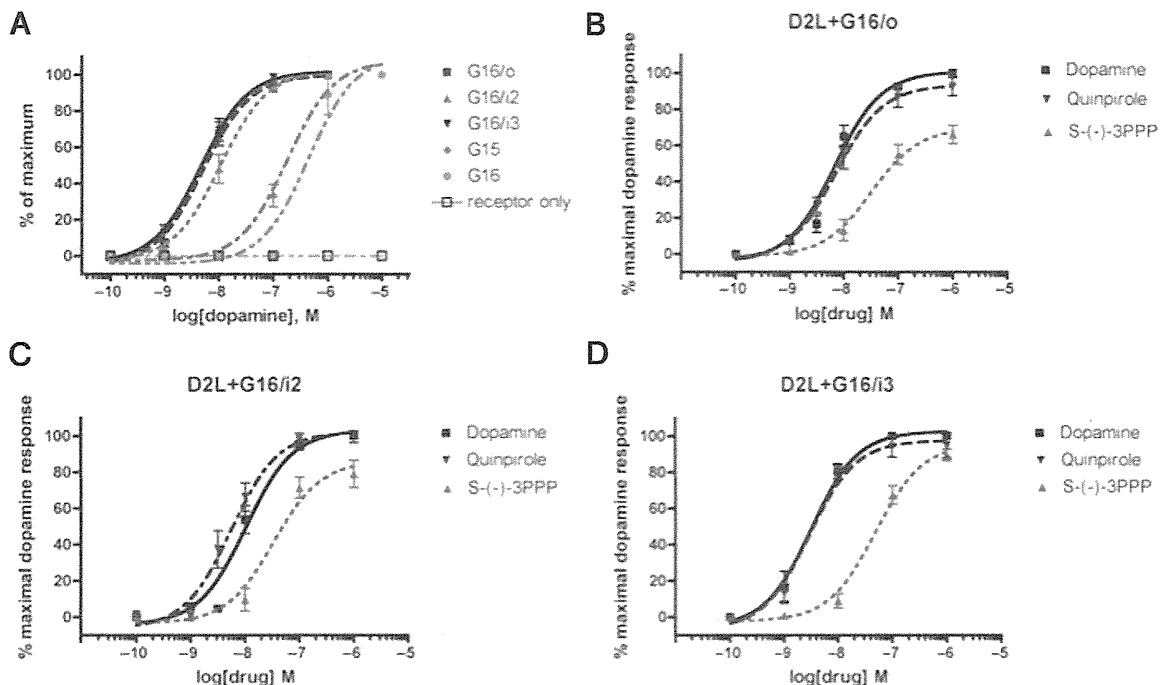 A
% of maximum
100
80
60
40
20
0
−10
−9
−8
−7
−6
−5
log[dopamine], M
G16/o
G16/i2
G16/i3
G15
G16
receptor only
B
D2L+G16/o
% maximal dopamine response
100
80
60
40
20
0
−10
−9
−8
−7
−6
−5
log[drug] M
Dopamine
Quinpirole
S-(-)-3PPP
C
D2L+G16/i2
% maximal dopamine response
100
80
60
40
20
0
−10
−9
−8
−7
−6
−5
log[drug] M
Dopamine
Quinpirole
S-(-)-3PPP
D
D2L+G16/i3
% maximal dopamine response
100
80
60
40
20
0
−10
−9
−8
−7
−6
−5
log[drug] M
Dopamine
Quinpirole
S-(-)-3PPP